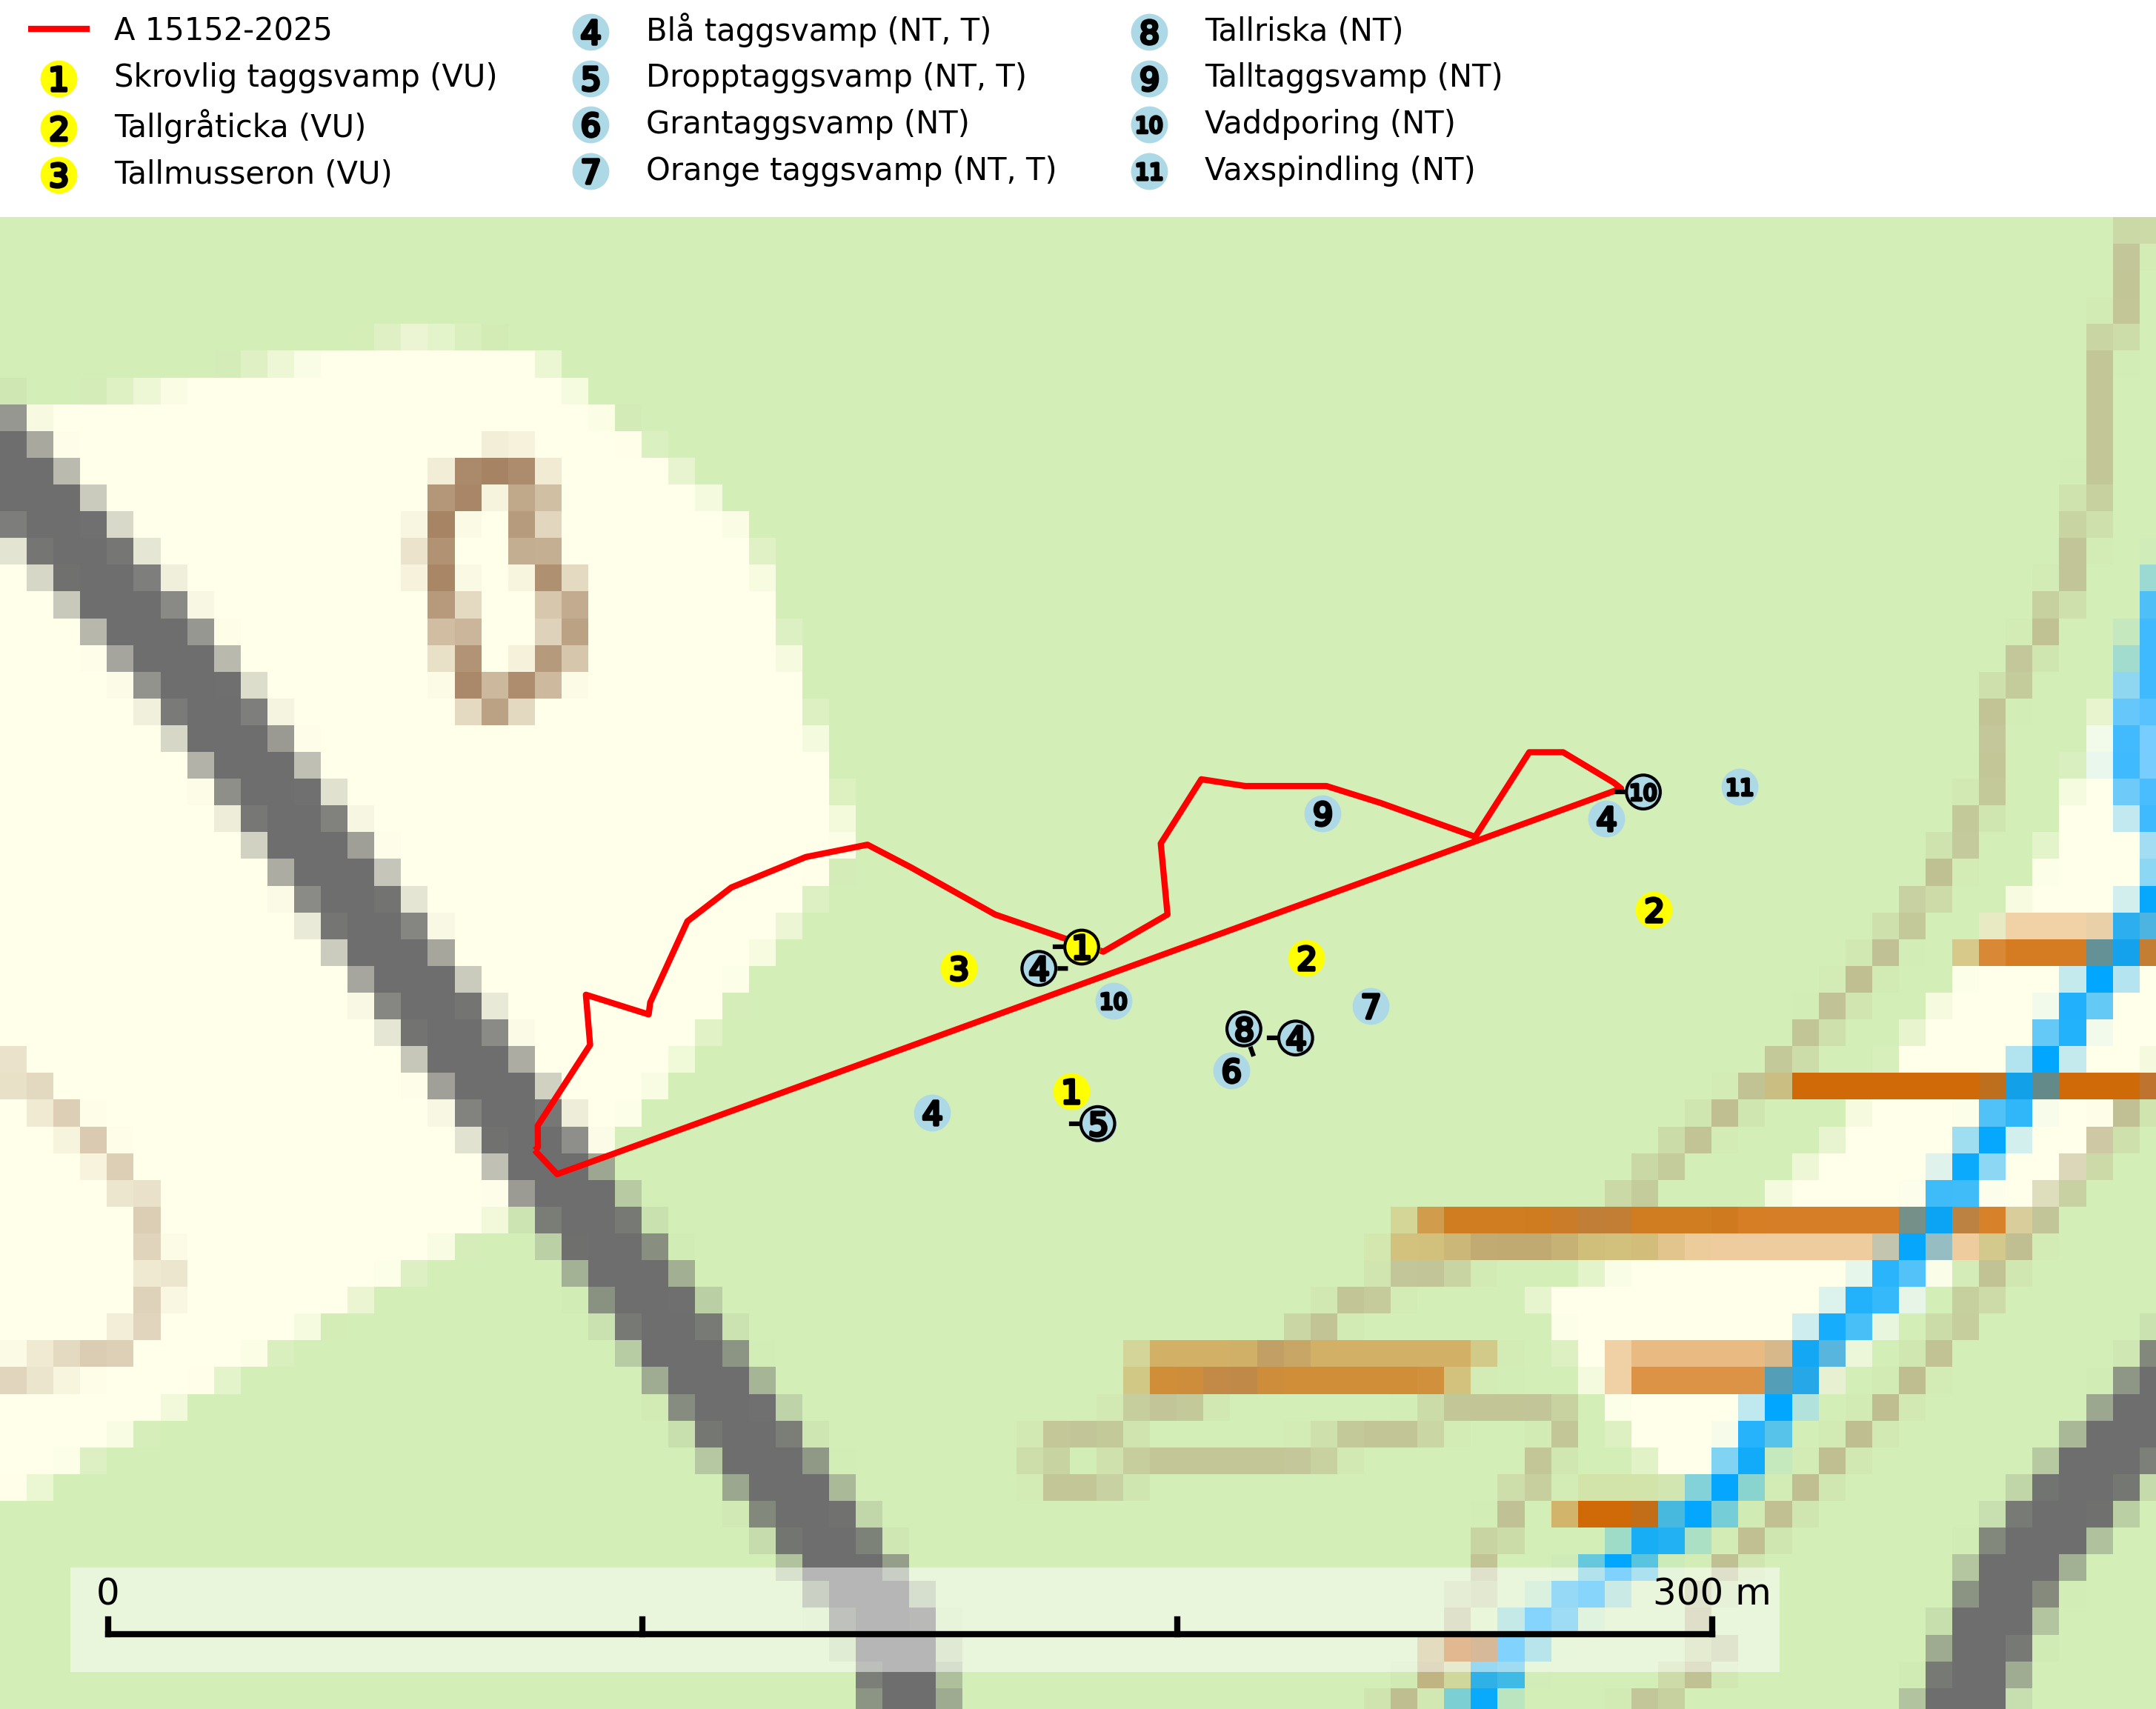 A 15152-2025
1 Skrovlig taggsvamp (VU)
2 Tallgråticka (VU)
3 Tallmusseron (VU)
4 Blå taggsvamp (NT, T)
5 Dropptaggsvamp (NT, T)
6 Grantaggsvamp (NT)
7 Orange taggsvamp (NT, T)
8 Tallriska (NT)
9 Talltaggsvamp (NT)
10 Vaddporing (NT)
11 Vaxspindling (NT)
10 11
9 4
2
1
3 4 2
10 7
8 4
6
1
4 5
0 300 m